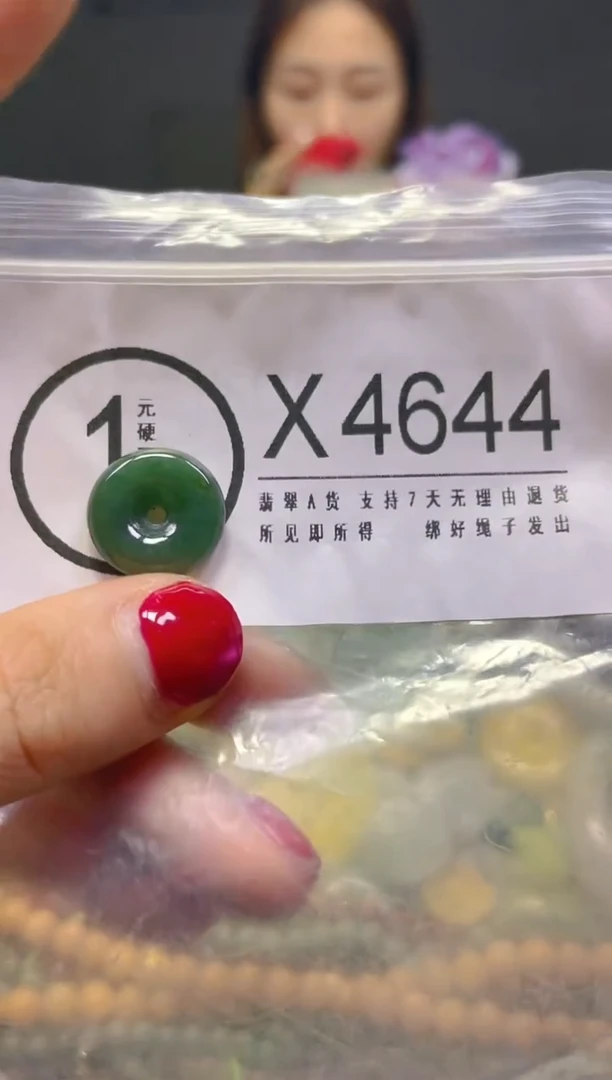 1
元
硬
X4644
翡翠A货 支持7天无理由退货
所见即所得 绑好绳子发出